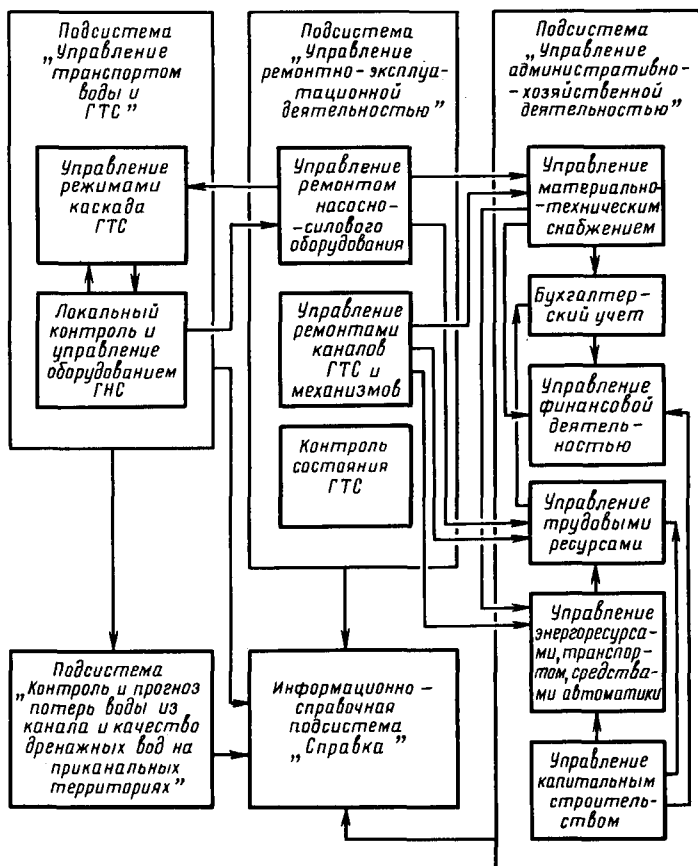 Подсистема
„Управление
транспортом
воды и
ГТС”
Управление
режимами
каскада
ГТС
Локальный
контроль и
управление
оборудованием
ГНС
Подсистема
„Контроль и прогноз
потерь воды из
канала и качество
дренажных вод на
приканальных
территориях”
Подсистема
„Управление
ремонтно-эксплуа-
тационной
деятельностью”
Управление
ремонтом
насосно-
-силового
оборудования
Управление
ремонтами
каналов
ГТС и
механизмов
Контроль
состояния
ГТС
Информационно-
справочная
подсистема
„Справка”
Подсистема
„Управление
административно-
-хозяйственной
деятельностью”
Управление
материально-
-техническим
снабжением
Бухгалтер-
ский учет
Управление
финансовой
деятель-
ностью
Управление
трудовыми
ресурсами
Управление
энергоресурса-
ми, транспор-
том, средства-
ми автоматики
Управление
капитальным
строитель-
ством